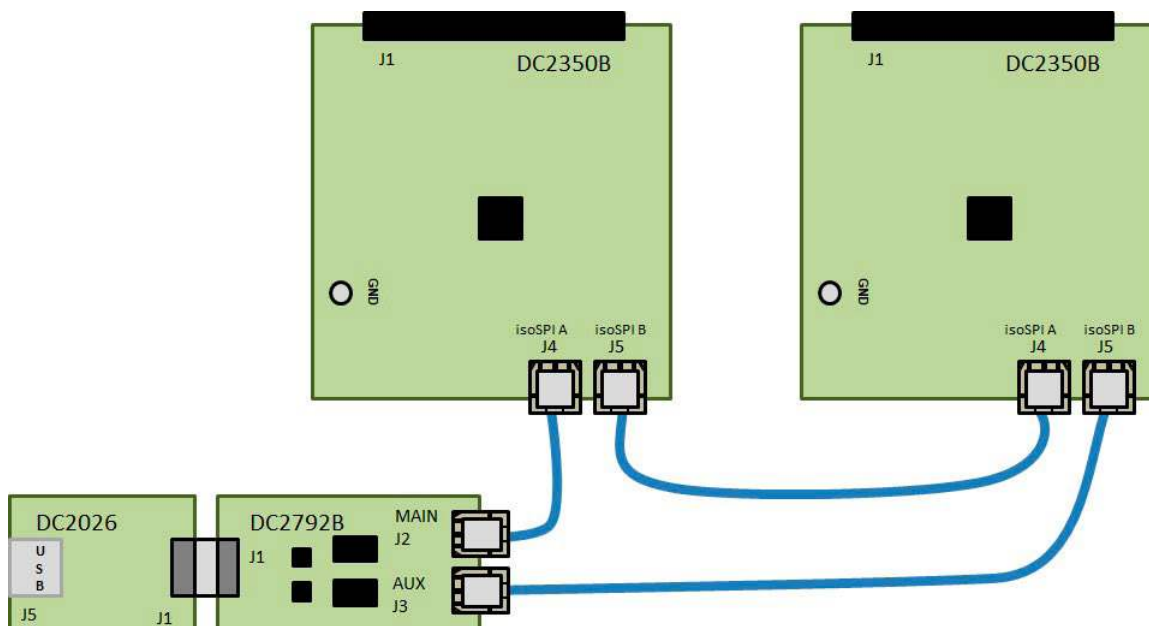 J1
DC2350B
GND
isoSPI A
J4
isoSPI B
J5
J1
DC2350B
GND
isoSPI A
J4
isoSPI B
J5
DC2026
U
S
B
J5
J1
DC2792B
J1
MAIN
J2
AUX
J3